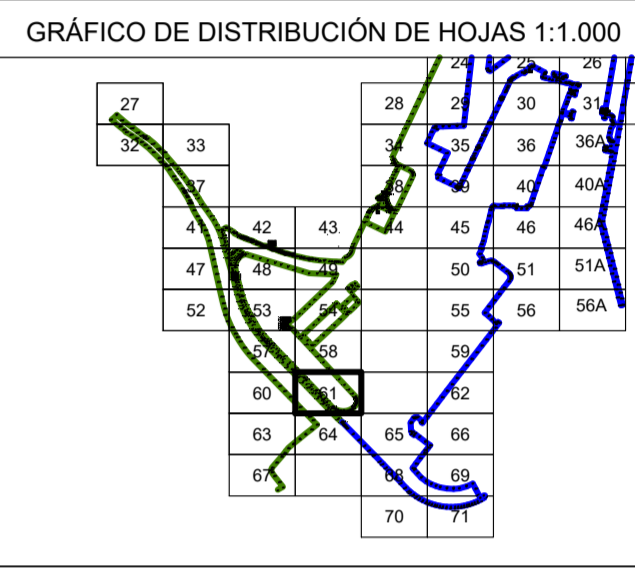 GRÁFICO DE DISTRIBUCIÓN DE HOJAS 1:1.000
24 25 26
27 28 29 30 31
32 33 34 35 36 36A
37 38 39 40 40A
41 42 43 44 45 46 46A
47 48 49 50 51 51A
52 53 54 55 56 56A
57 58 59
60 61 62
63 64 65 66
67 68 69
70 71